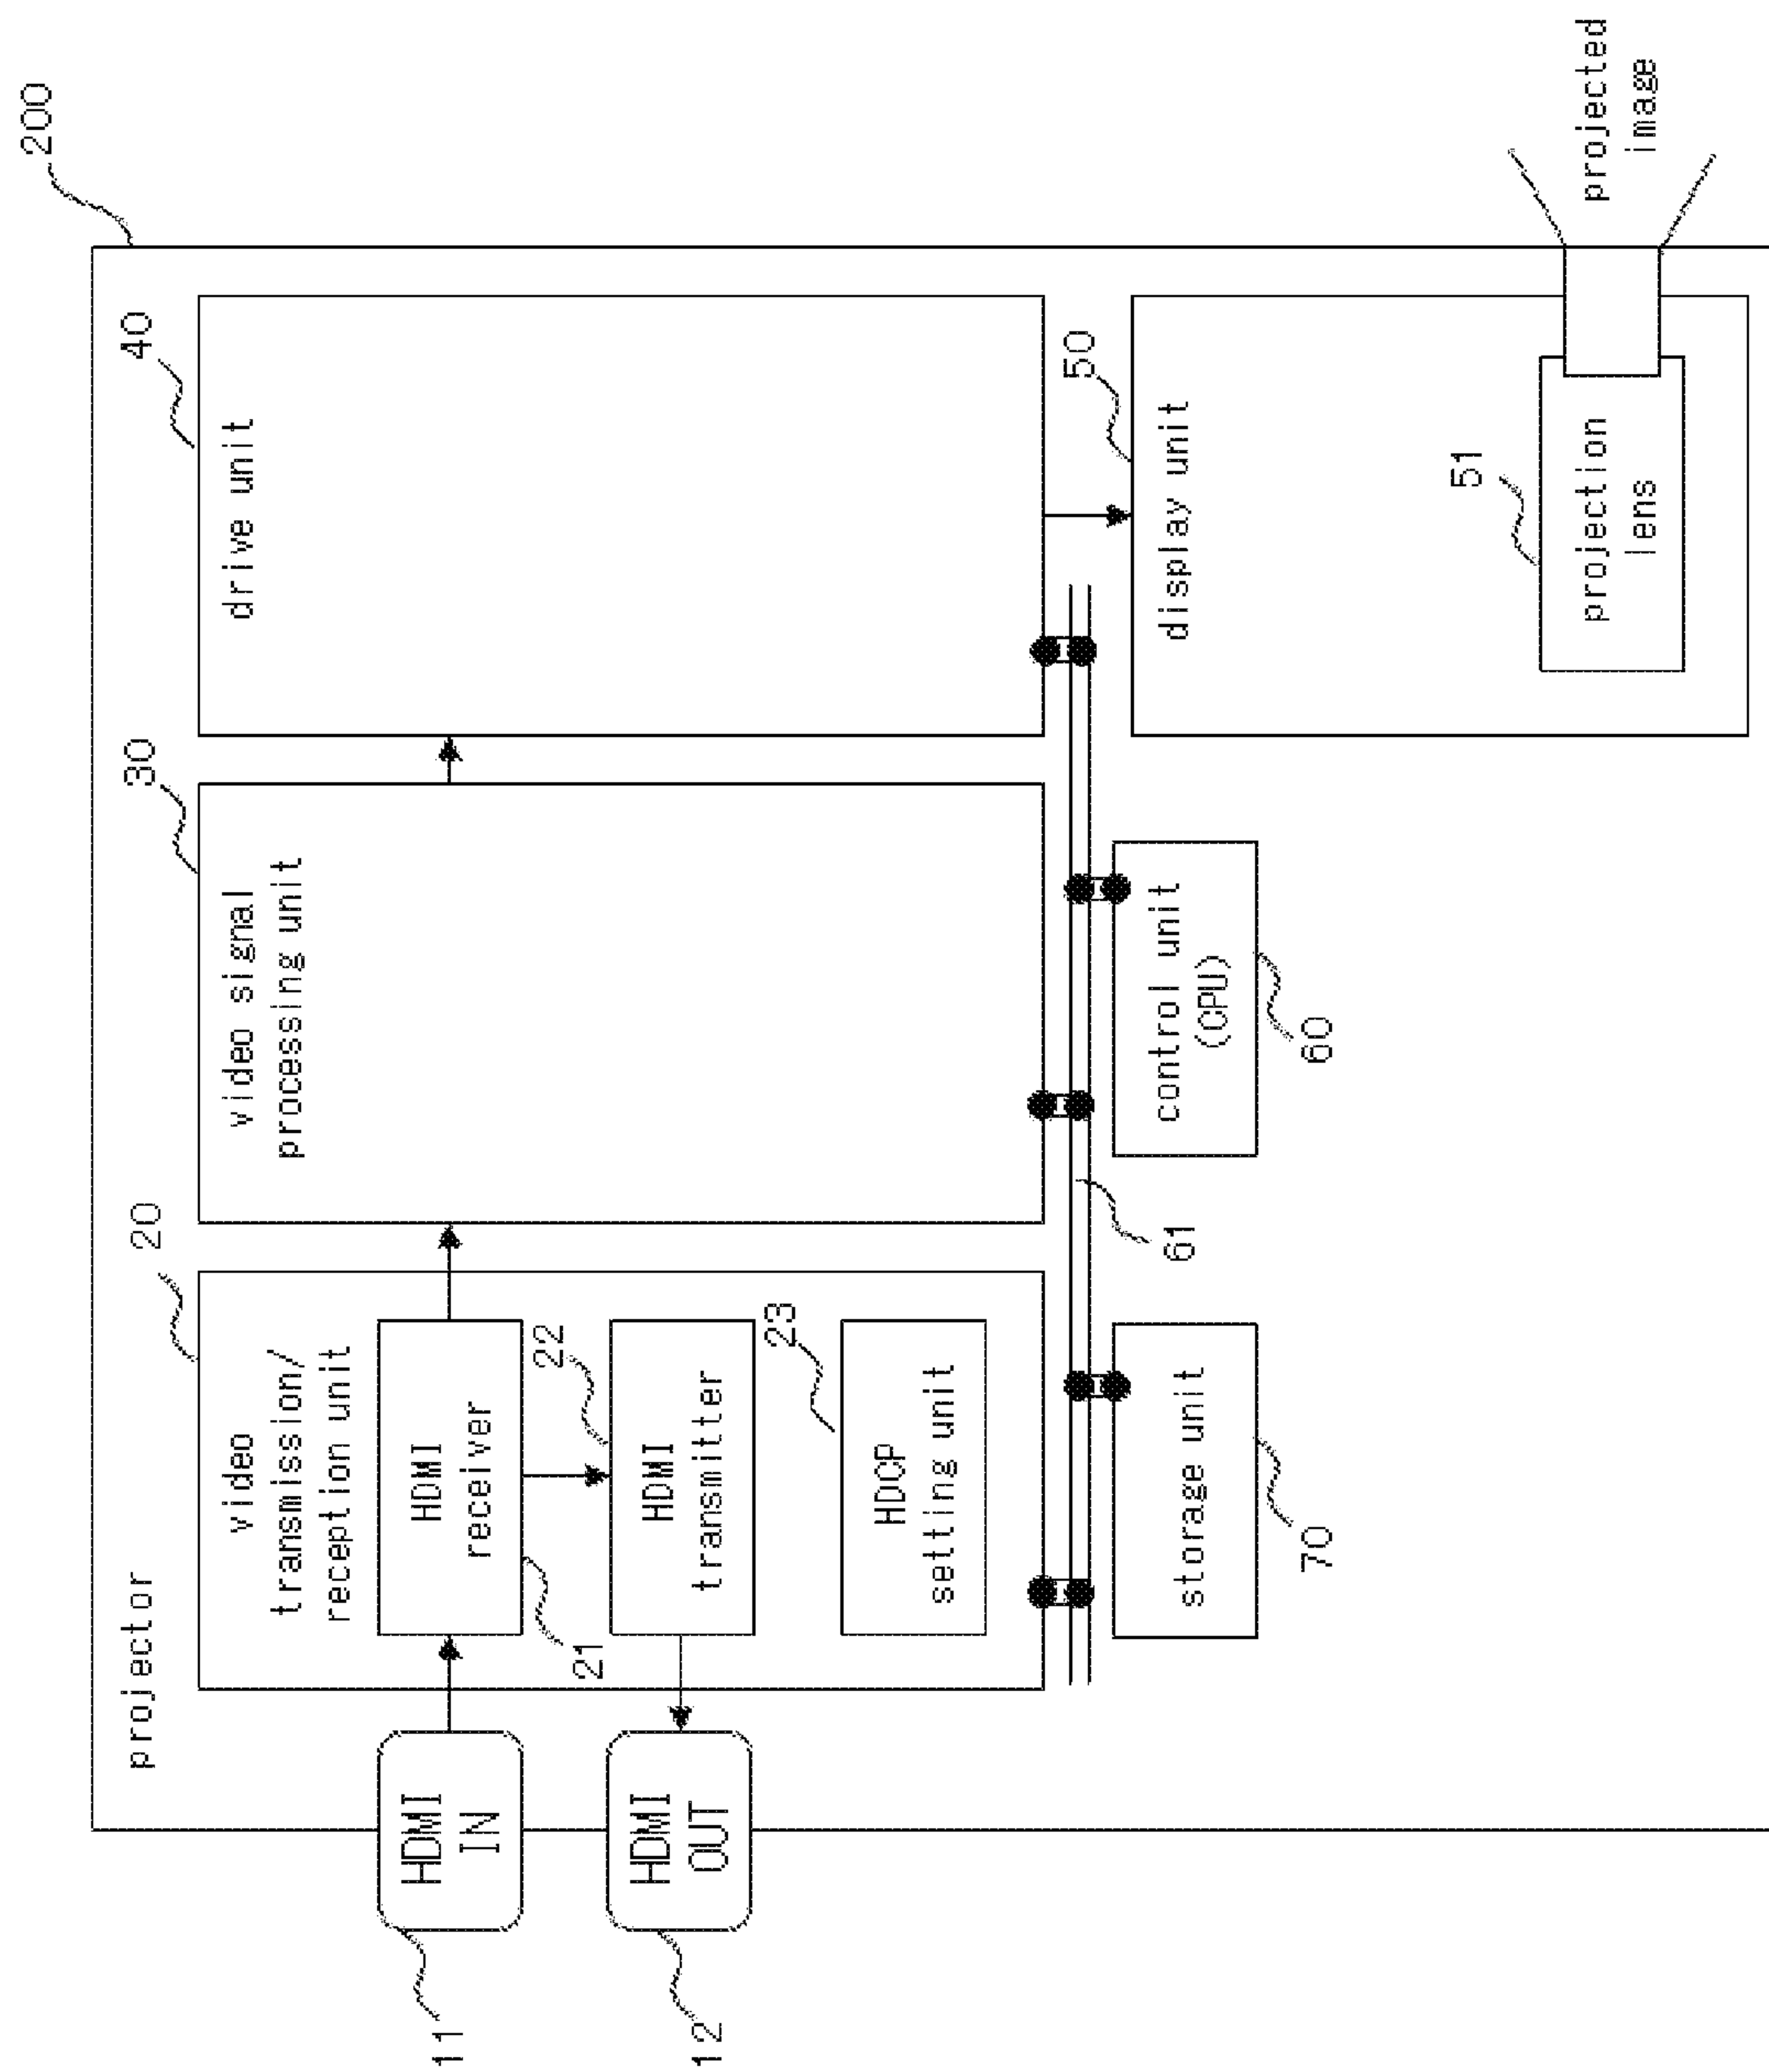 200
projector
20
30
40
video
transmission/
reception unit
video signal
processing unit
drive unit
HDMI
IN
11
HDMI
receiver
21
22
HDMI
OUT
12
HDMI
transmitter
23
HDCP
setting unit
61
storage unit
70
control unit
(CPU)
60
50
display unit
51
projection
lens
projected
image